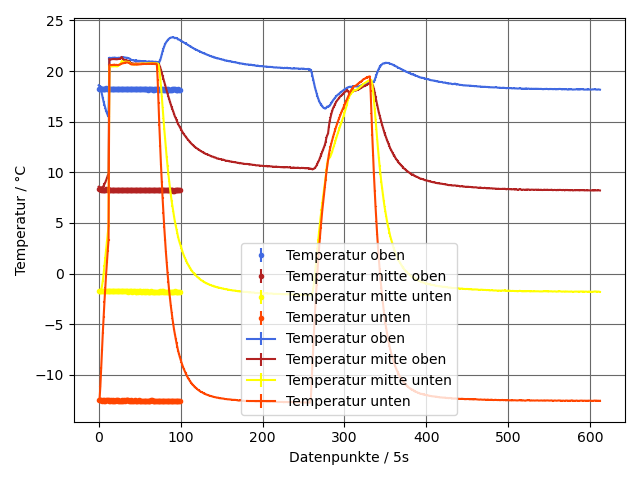 25
20
15
10
5
0
−5
−10
Temperatur / °C
Temperatur oben
Temperatur mitte oben
Temperatur mitte unten
Temperatur unten
Temperatur oben
Temperatur mitte oben
Temperatur mitte unten
Temperatur unten
0 100 200 300 400 500 600
Datenpunkte / 5s